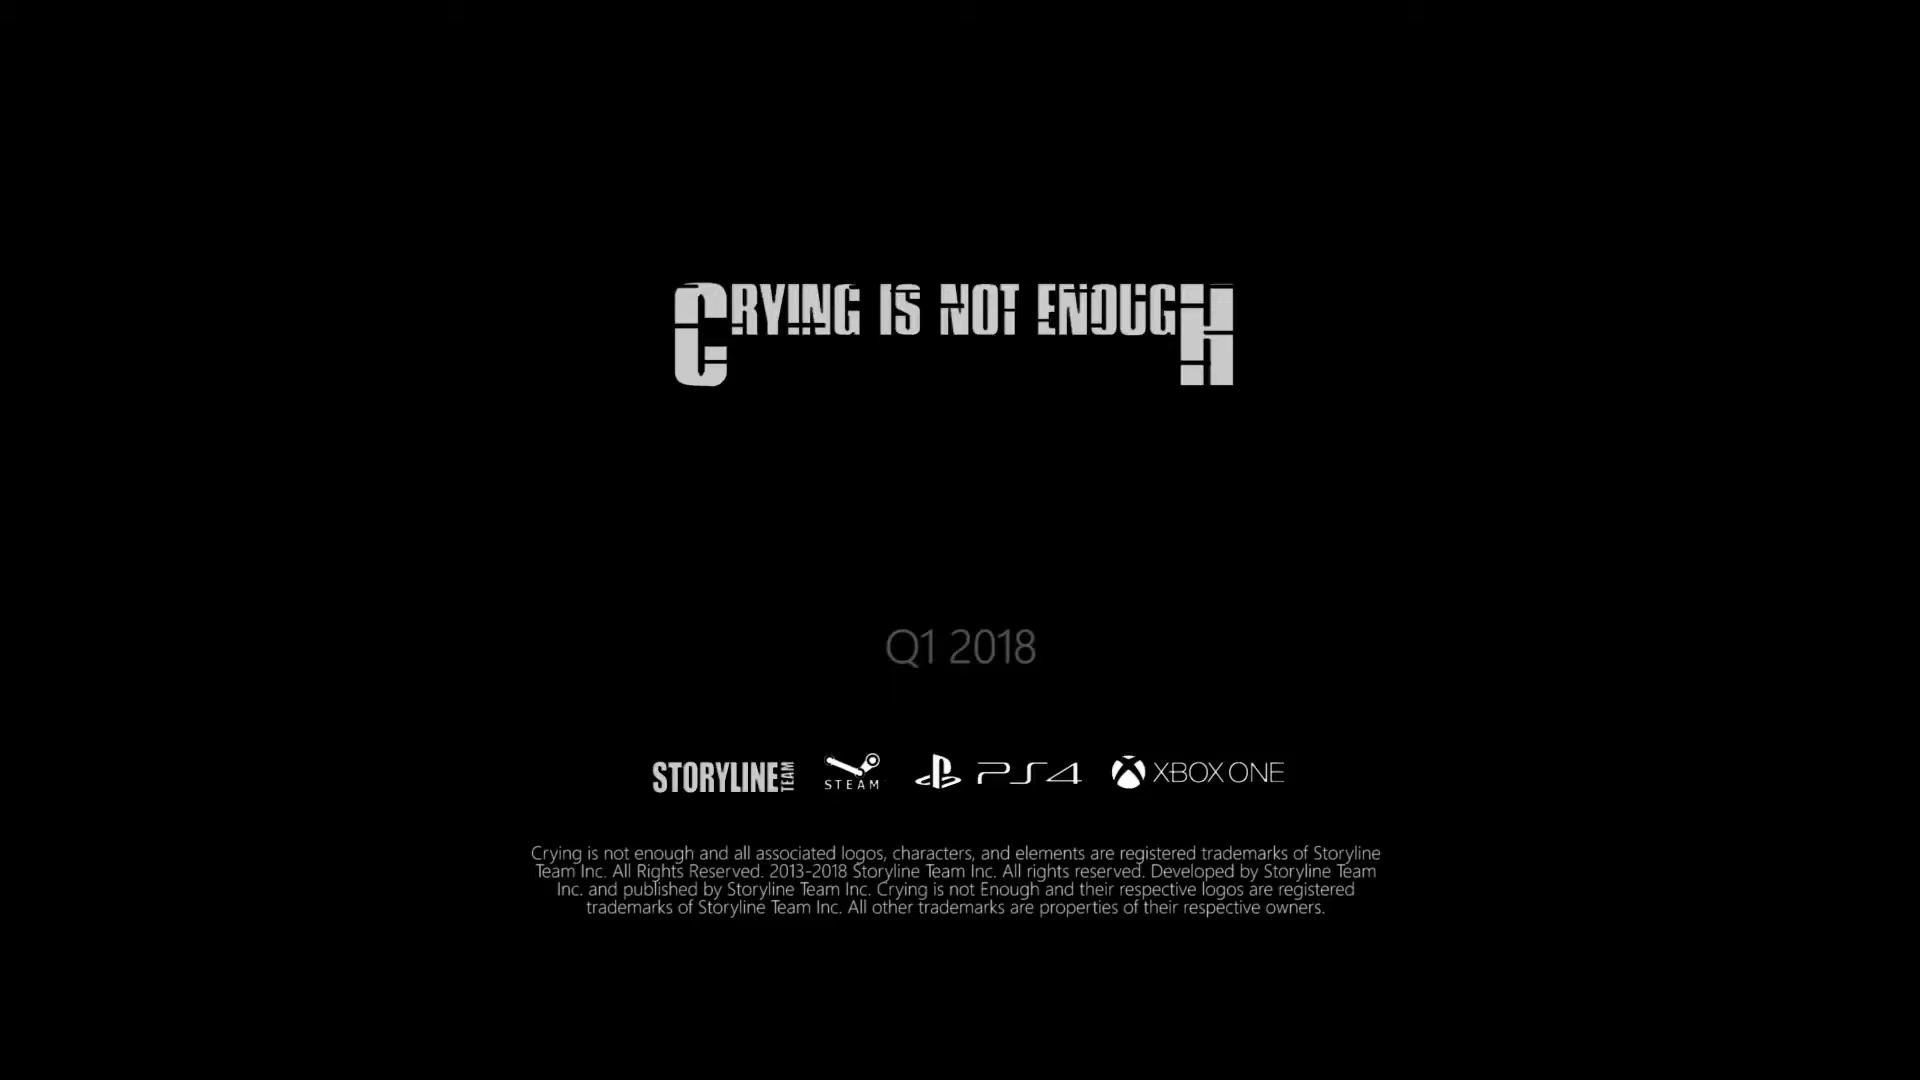 CRYING IS NOT ENOUGH
Q1 2018
STORYLINE TEAM STEAM PS4 XBOX ONE
Crying is not enough and all associated logos, characters, and elements are registered trademarks of Storyline
Team Inc. All Rights Reserved. 2013-2018 Storyline Team Inc. All rights reserved. Developed by Storyline Team
Inc. and published by Storyline Team Inc. Crying is not Enough and their respective logos are registered
trademarks of Storyline Team Inc. All other trademarks are properties of their respective owners.